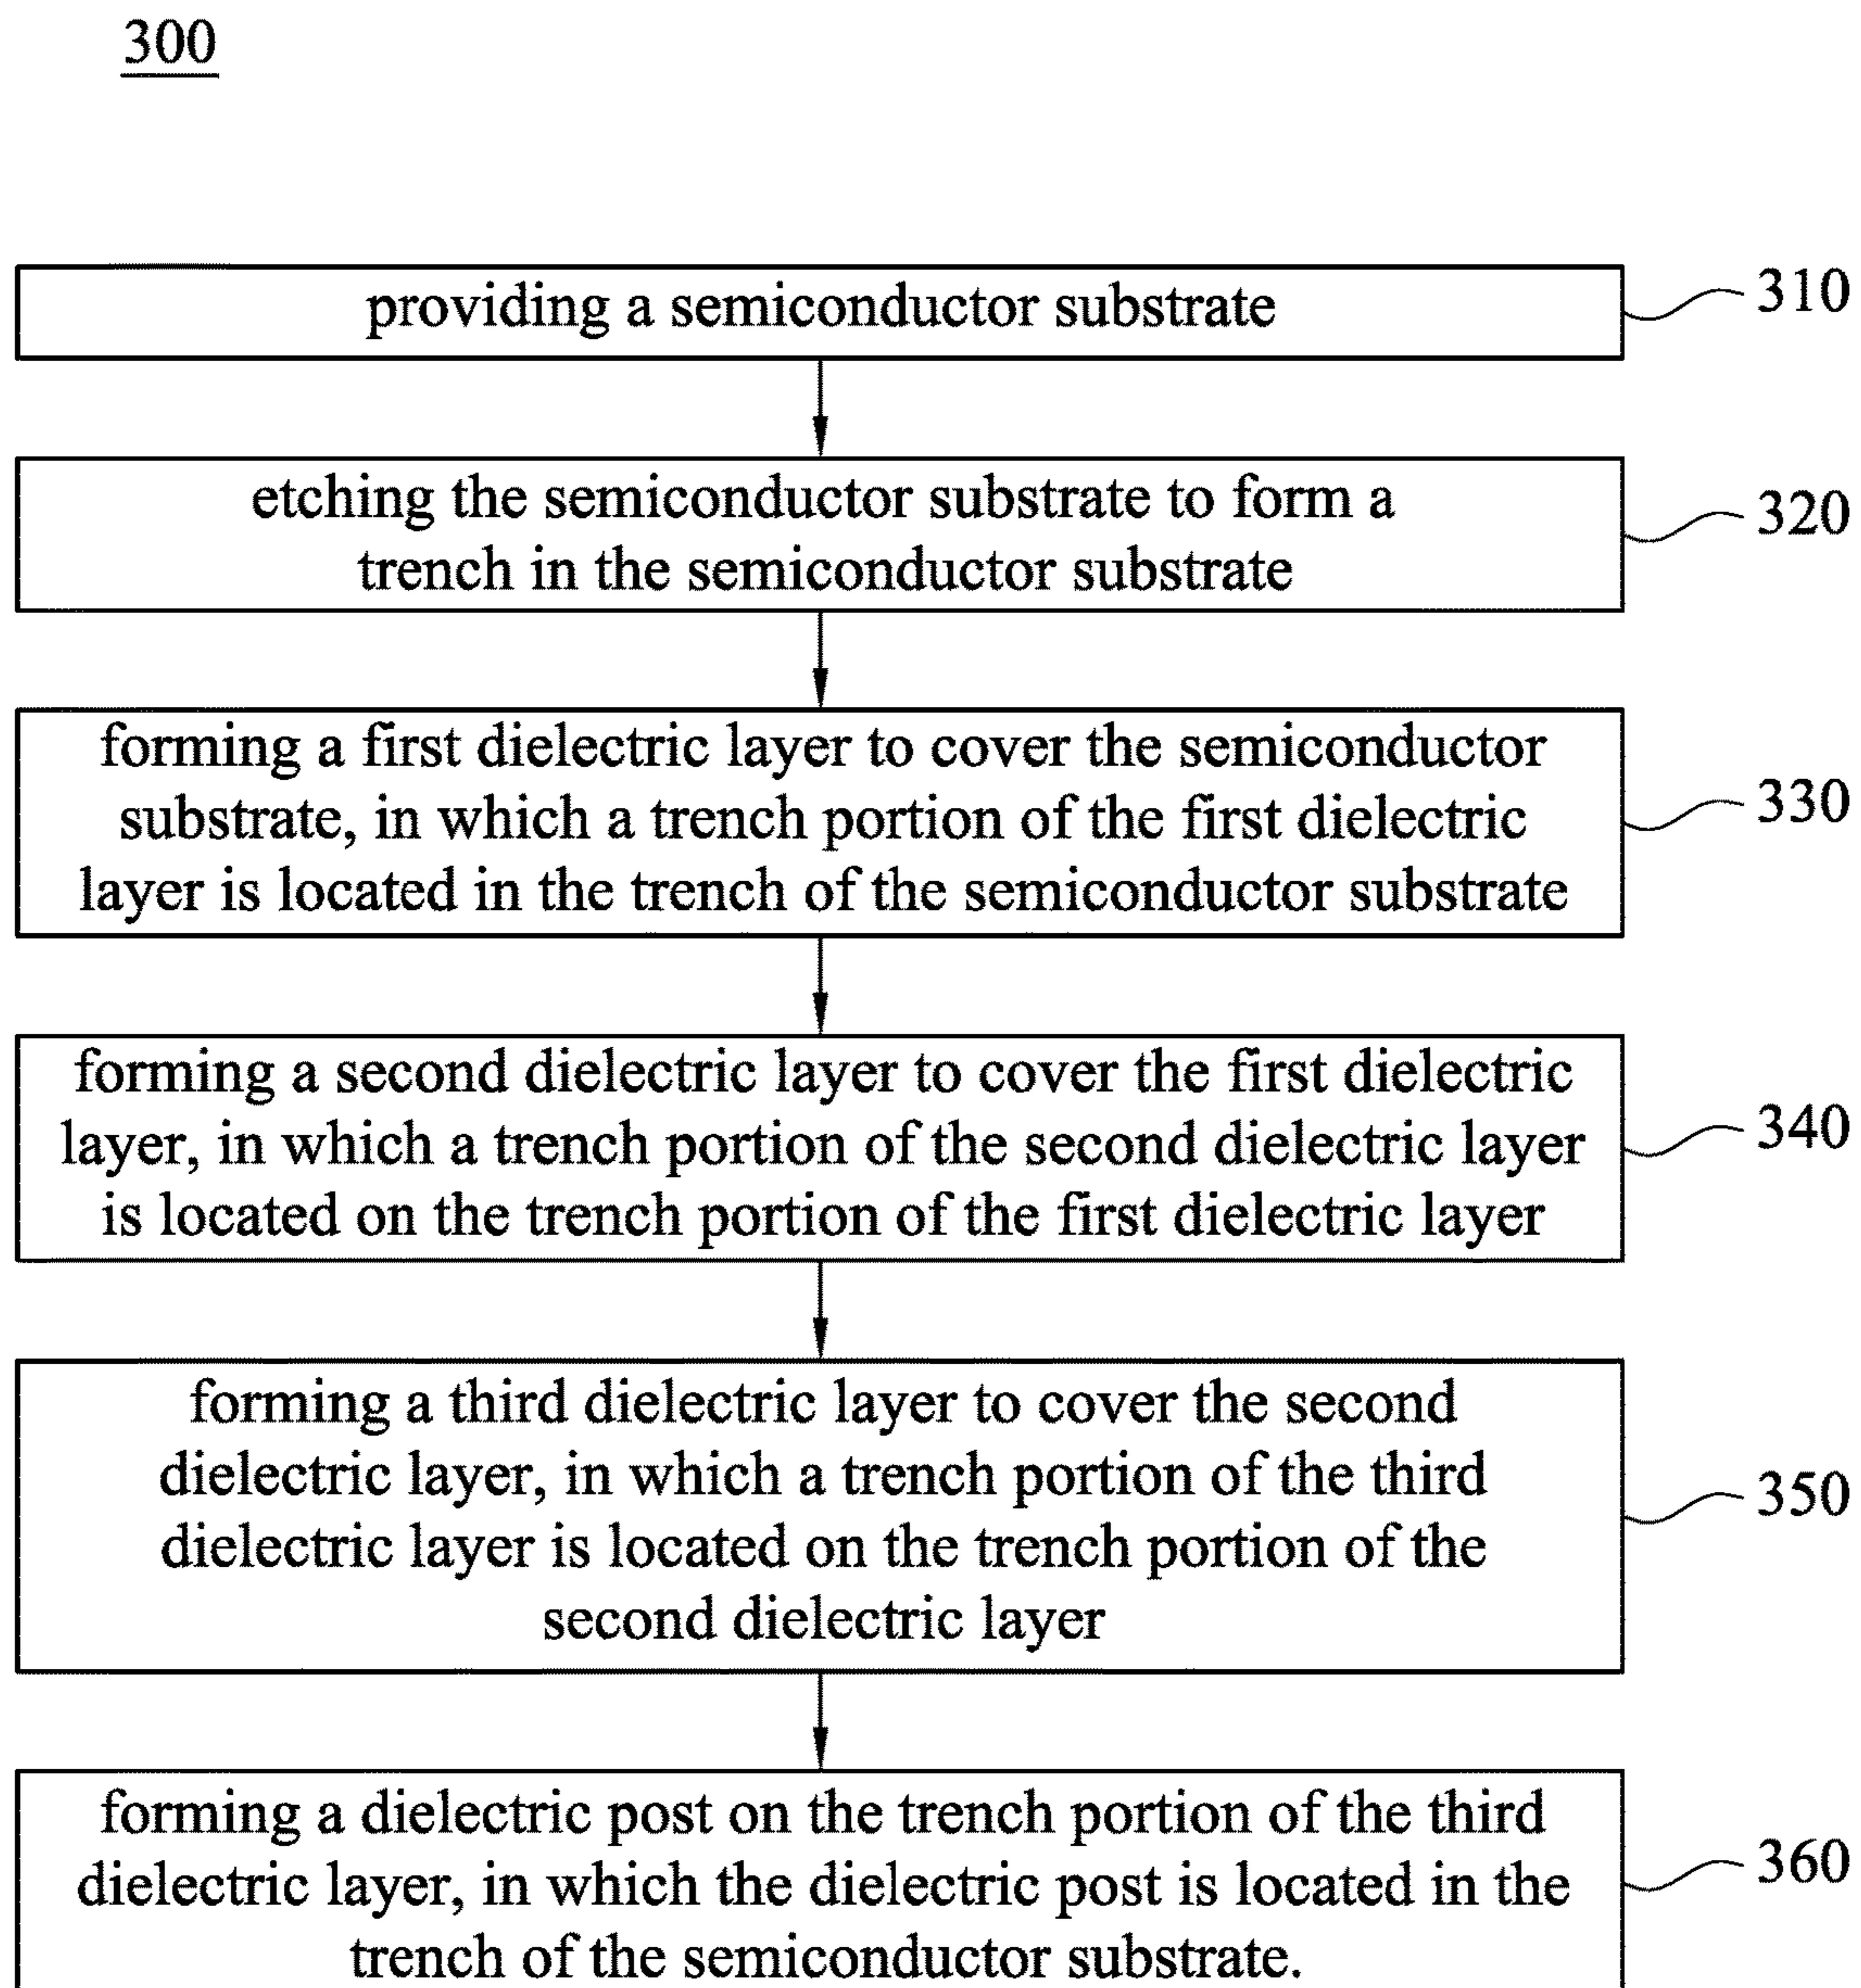 300
providing a semiconductor substrate
310
etching the semiconductor substrate to form a
trench in the semiconductor substrate
320
forming a first dielectric layer to cover the semiconductor
substrate, in which a trench portion of the first dielectric
layer is located in the trench of the semiconductor substrate
330
forming a second dielectric layer to cover the first dielectric
layer, in which a trench portion of the second dielectric layer
is located on the trench portion of the first dielectric layer
340
forming a third dielectric layer to cover the second
dielectric layer, in which a trench portion of the third
dielectric layer is located on the trench portion of the
second dielectric layer
350
forming a dielectric post on the trench portion of the third
dielectric layer, in which the dielectric post is located in the
trench of the semiconductor substrate.
360